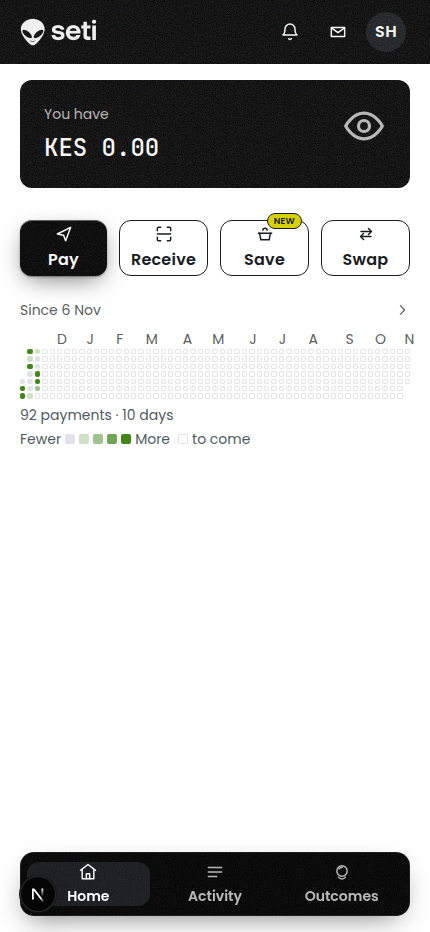 seti
SH
You have
KES 0.00
NEW
Pay
Receive
Save
Swap
Since 6 Nov
D J F M A M J J A S O N
92 payments · 10 days
Fewer More to come
N
Home
Activity
Outcomes